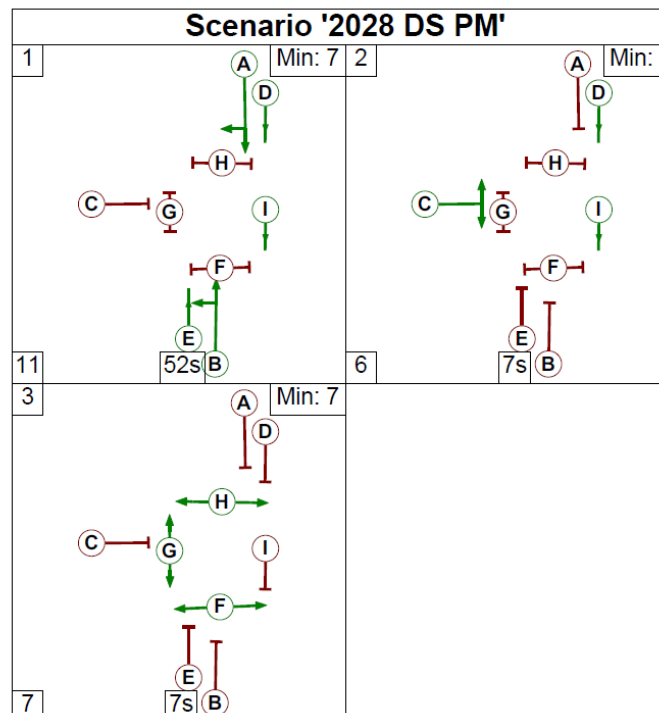 Scenario '2028 DS PM'
1 Min: 7
A
D
H
C G I
F
E
B
11 52s
2 Min:
A
D
H
C G I
F
E
B
6 7s
3 Min: 7
A
D
H
C G I
F
E
B
7 7s